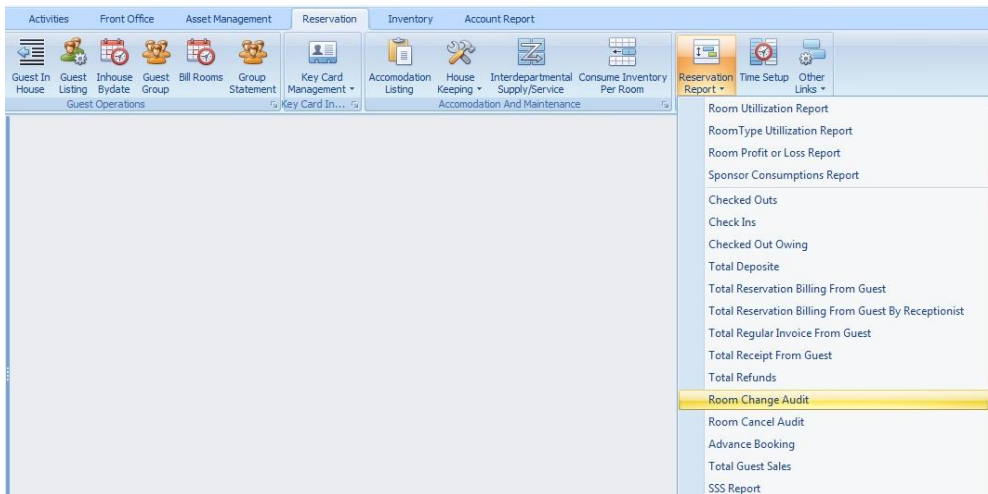 Activities Front Office Asset Management Reservation Inventory Account Report
Guest In House
Guest Listing
Inhouse Bydate
Guest Group
Bill Rooms
Group Statement
Key Card Management
Accomodation Listing
House Keeping
Interdepartmental Supply/Service
Consume Inventory Per Room
Reservation Report
Time Setup
Other Links
Guest Operations
Key Card In...
Accomodation And Maintenance
Room Utillization Report
RoomType Utillization Report
Room Profit or Loss Report
Sponsor Consumptions Report
Checked Outs
Check Ins
Checked Out Owing
Total Deposite
Total Reservation Billing From Guest
Total Reservation Billing From Guest By Receptionist
Total Regular Invoice From Guest
Total Receipt From Guest
Total Refunds
Room Change Audit
Room Cancel Audit
Advance Booking
Total Guest Sales
SSS Report